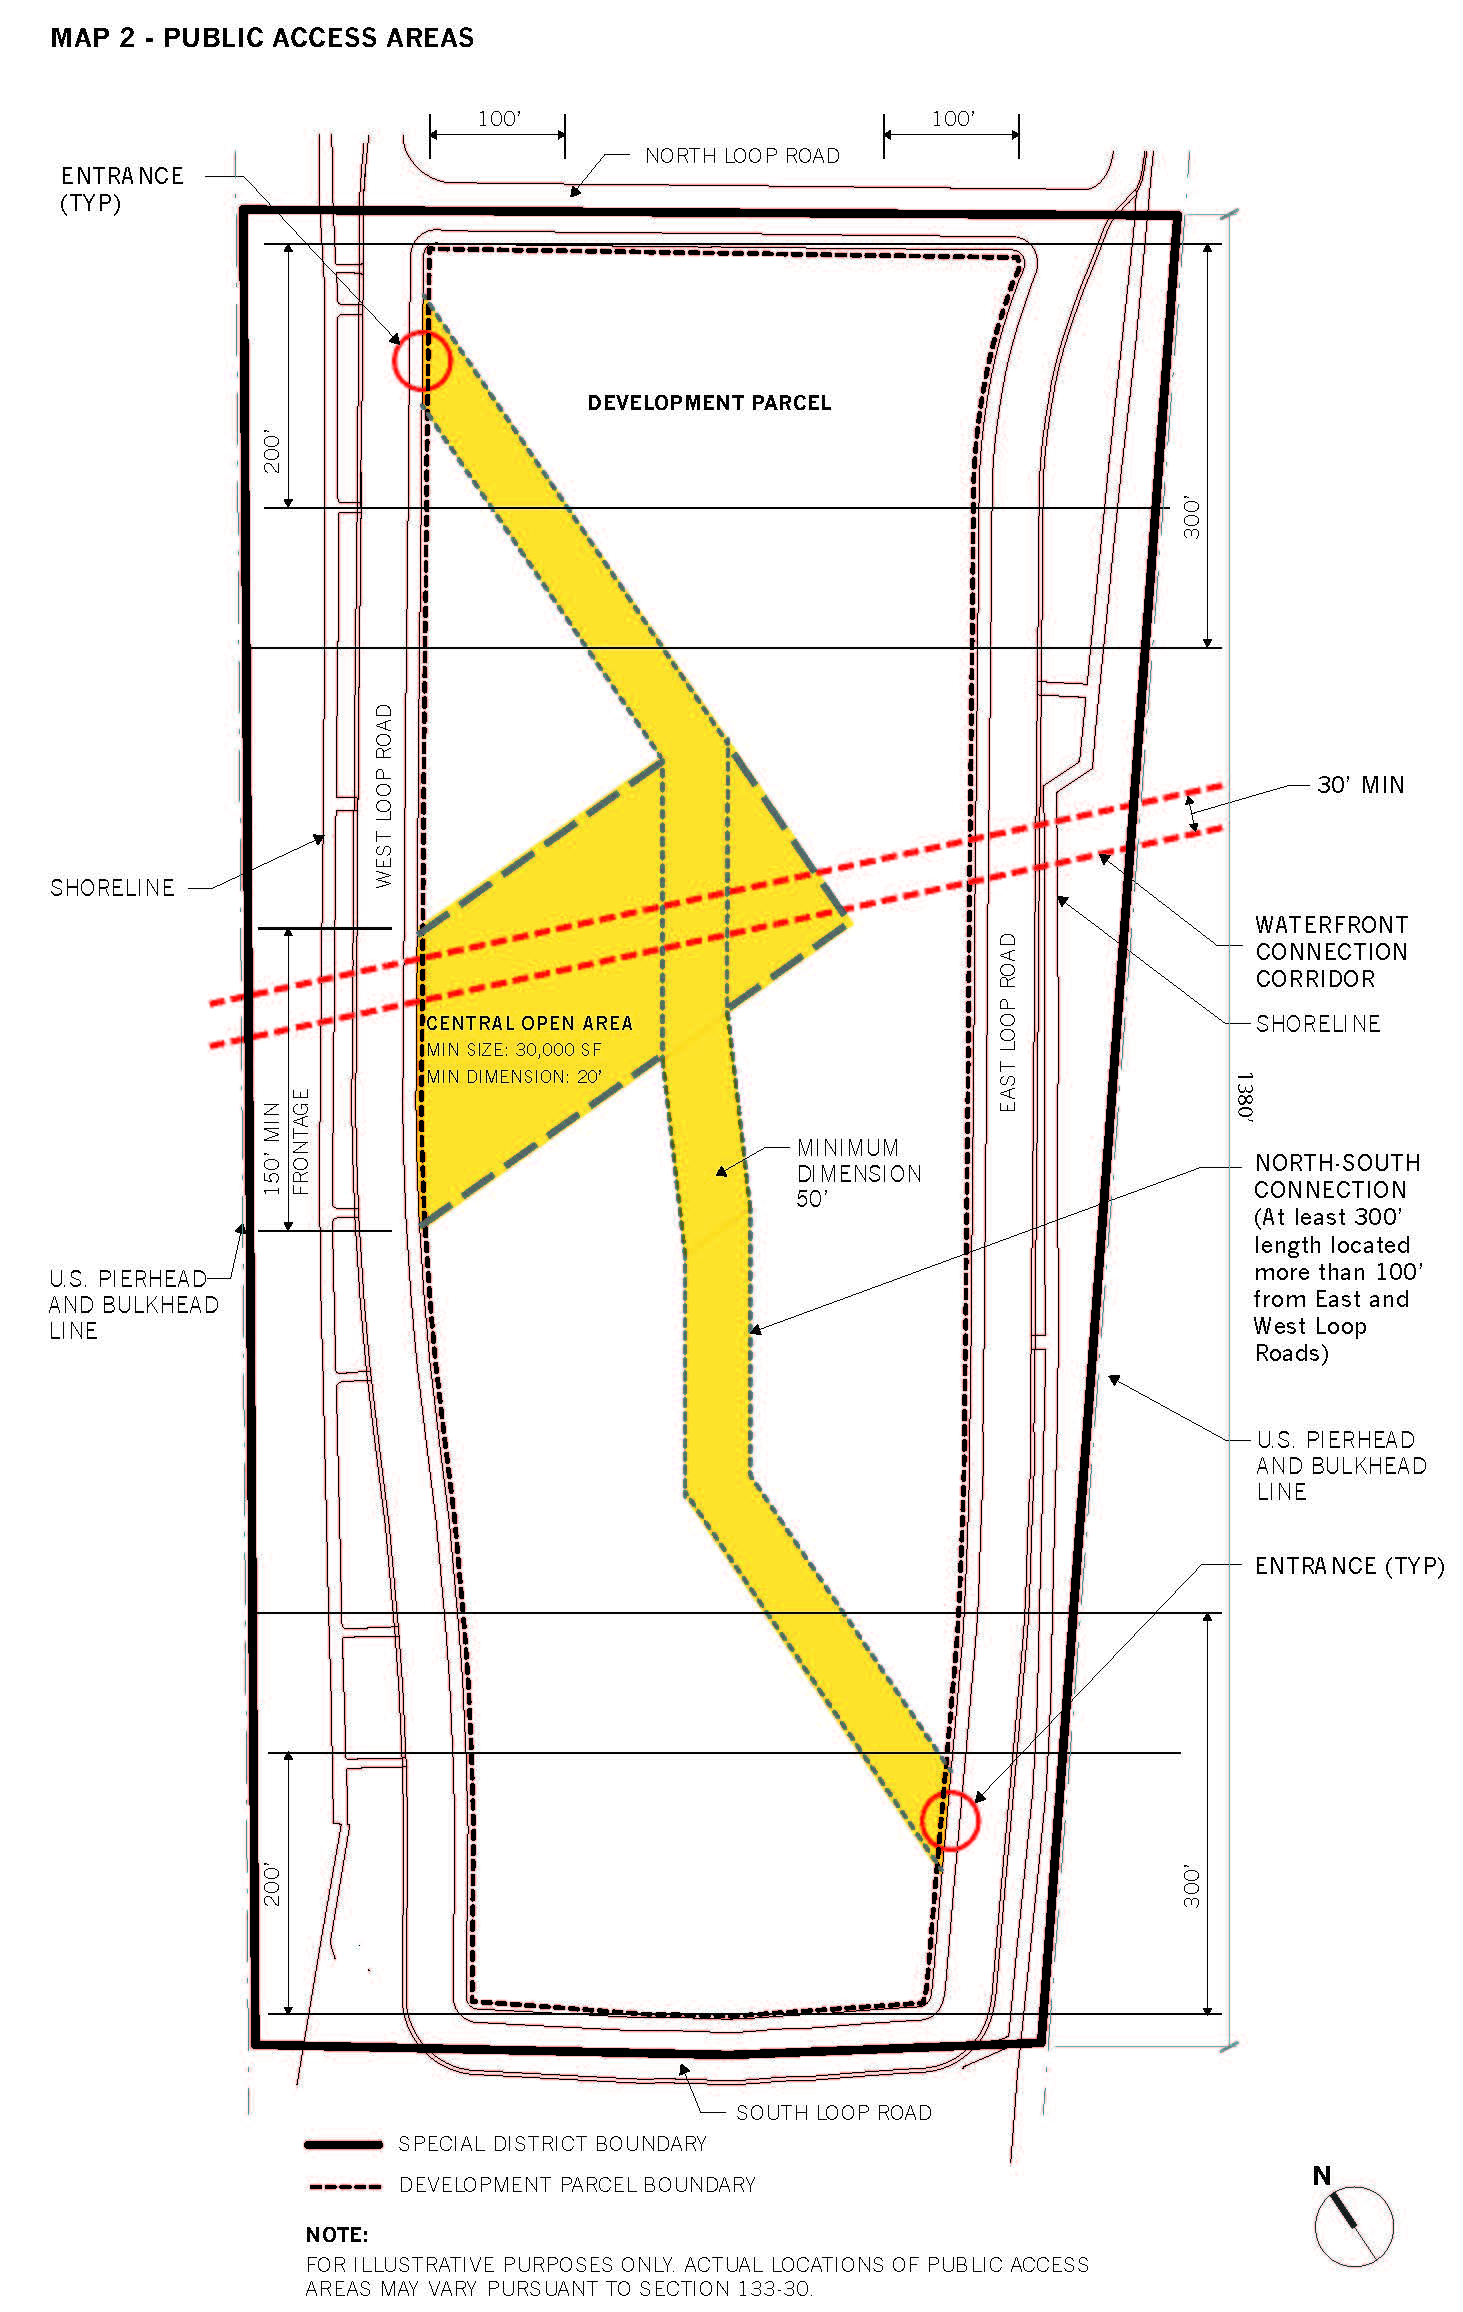 MAP 2 - PUBLIC ACCESS AREAS
100'
100'
NORTH LOOP ROAD
ENTRANCE
(TYP)
DEVELOPMENT PARCEL
200'
300'
WEST LOOP ROAD
30' MIN
SHORELINE
WATERFRONT
CONNECTION
CORRIDOR
EAST LOOP ROAD
SHORELINE
CENTRAL OPEN AREA
MIN SIZE: 30,000 SF
MIN DIMENSION: 20'
150' MIN
FRONTAGE
1380'
MINIMUM
DIMENSION
50'
NORTH-SOUTH
CONNECTION
(At least 300'
length located
more than 100'
from East and
West Loop
Roads)
U.S. PIERHEAD
AND BULKHEAD
LINE
U.S. PIERHEAD
AND BULKHEAD
LINE
ENTRANCE (TYP)
200'
300'
SOUTH LOOP ROAD
SPECIAL DISTRICT BOUNDARY
DEVELOPMENT PARCEL BOUNDARY
N
NOTE:
FOR ILLUSTRATIVE PURPOSES ONLY. ACTUAL LOCATIONS OF PUBLIC ACCESS
AREAS MAY VARY PURSUANT TO SECTION 133-30.